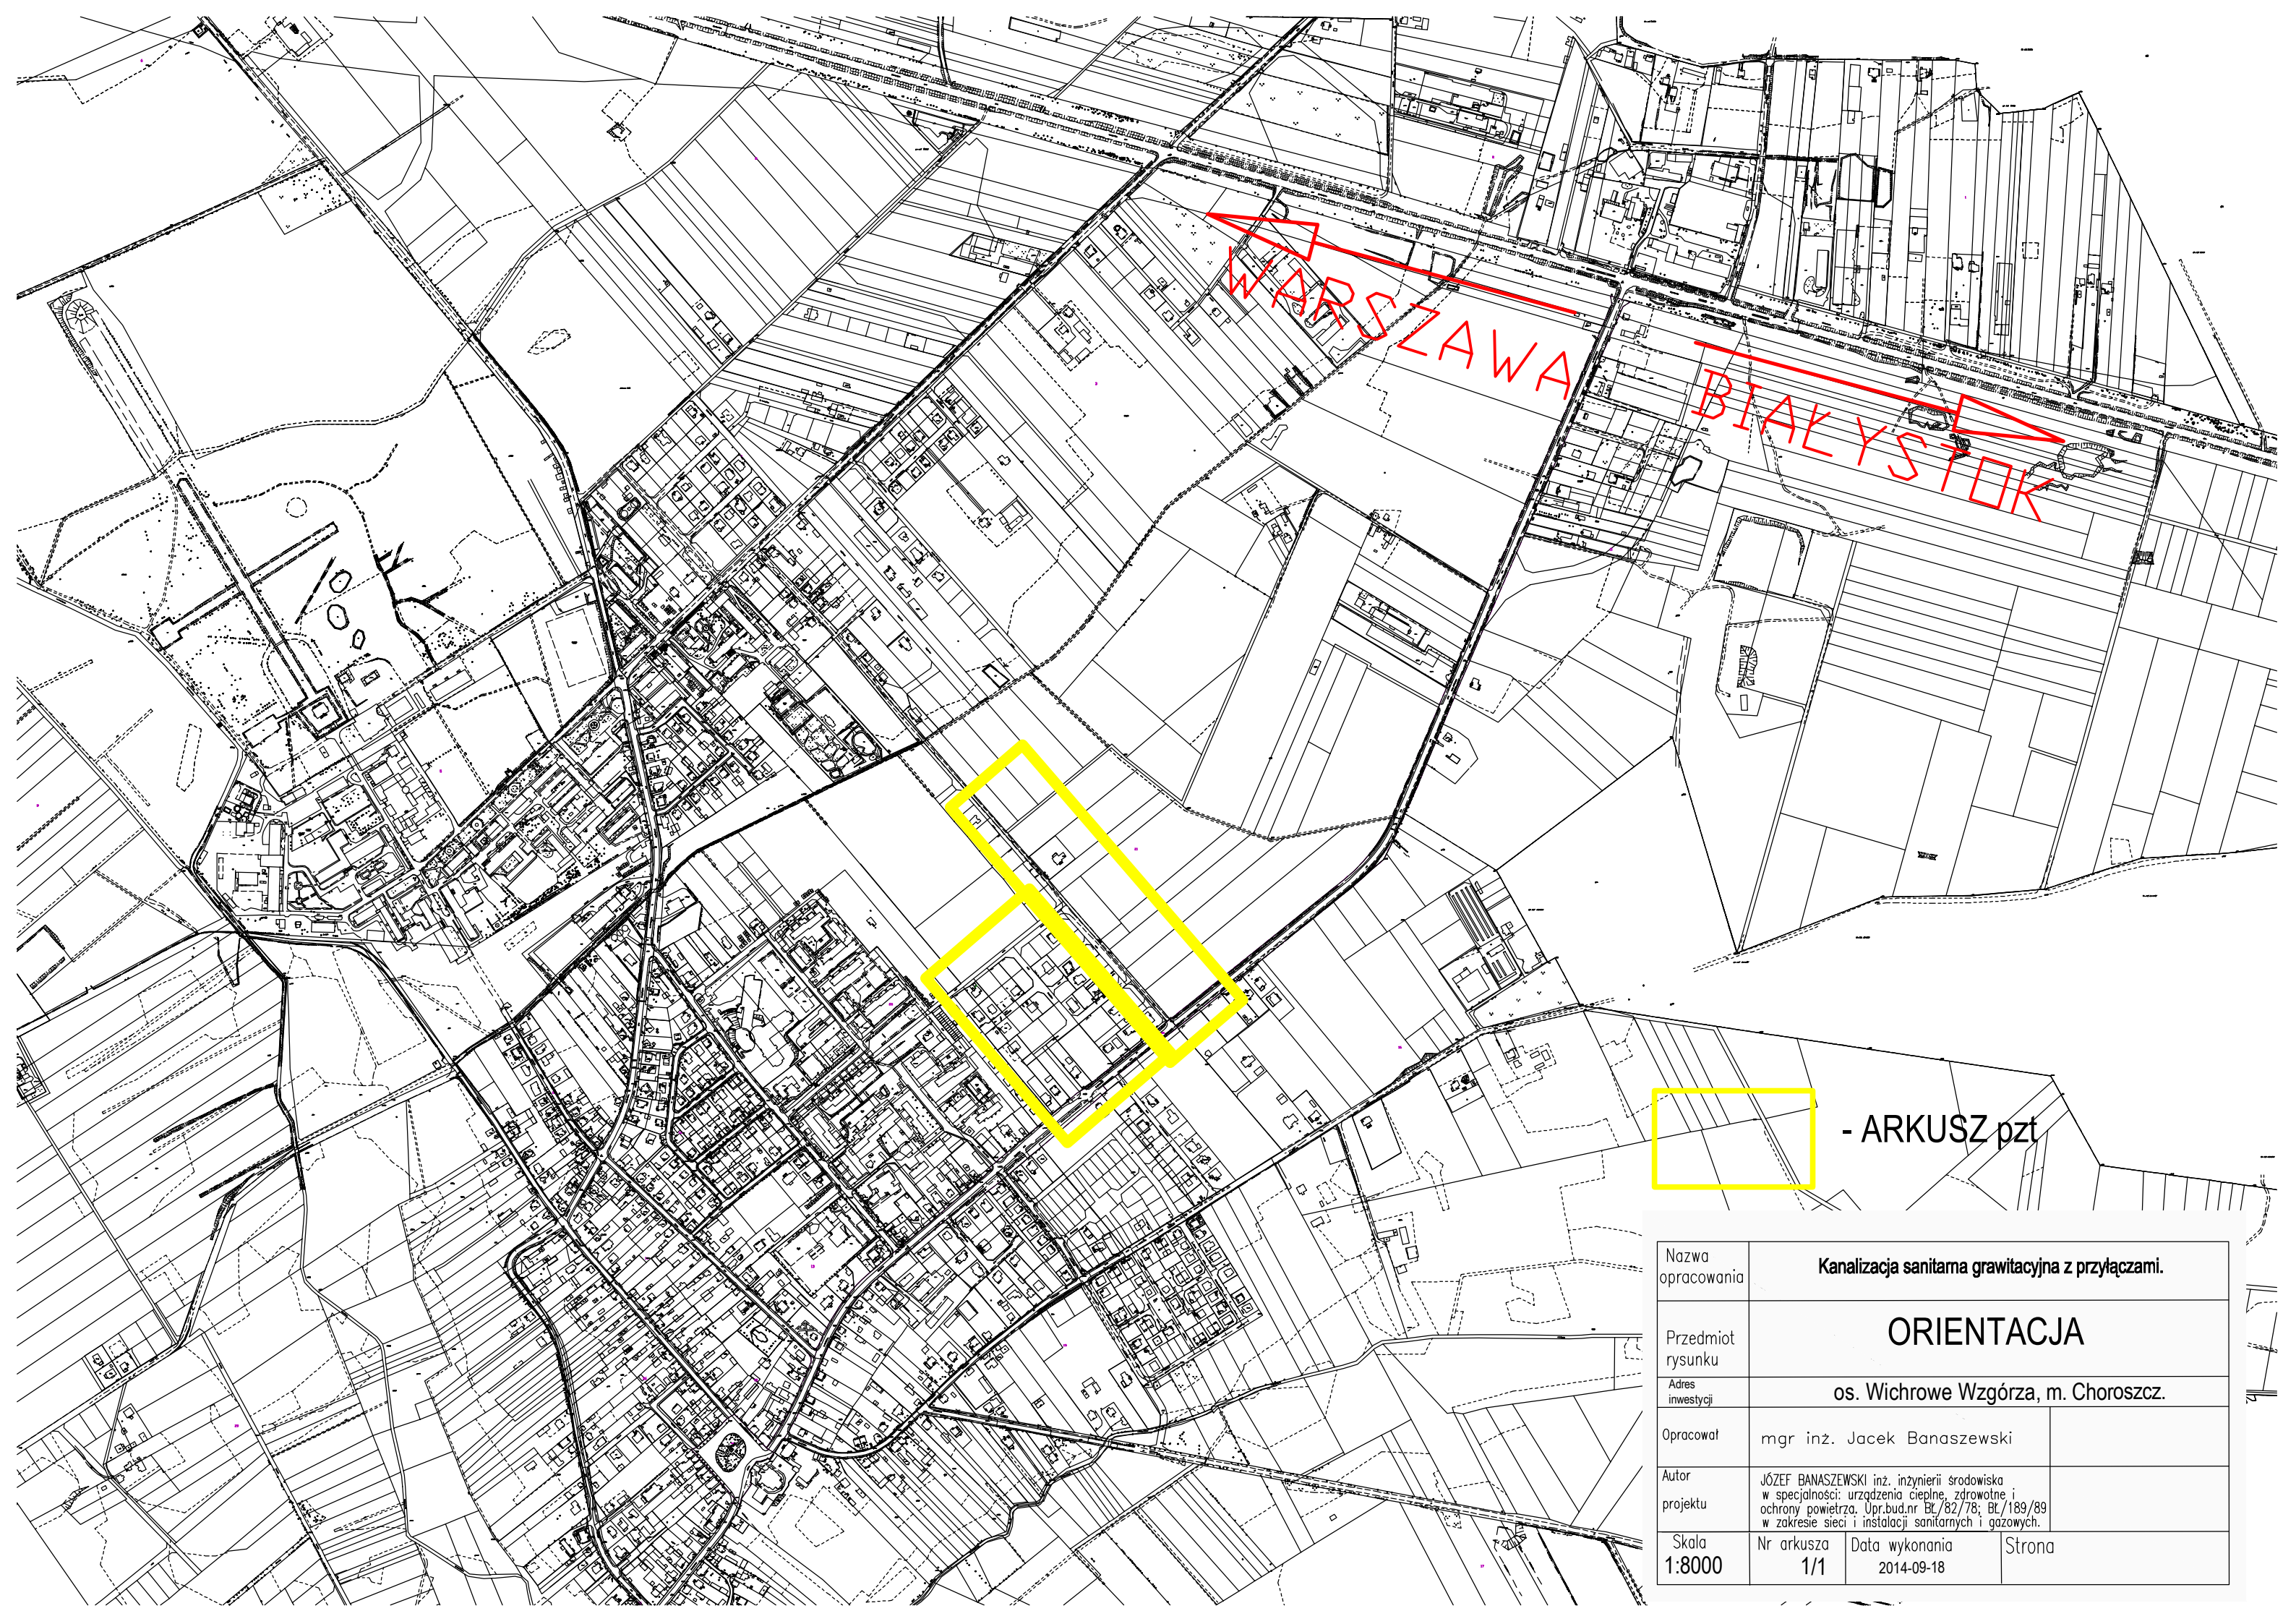 WARSZAWA
BIAŁYSTOK
- ARKUSZ pzt
Nazwa
opracowania
Kanalizacja sanitarna grawitacyjna z przyłączami.
Przedmiot
rysunku
ORIENTACJA
Adres
inwestycji
os. Wichrowe Wzgórza, m. Choroszcz.
Opracował
mgr inż. Jacek Banaszewski
Autor
projektu
JÓZEF BANASZEWSKI inż. inżynierii środowiska
w specjalności: urządzenia cieplne, zdrowotne i
ochrony powietrza. Upr.bud.nr BŁ/82/78; BŁ/189/89
w zakresie sieci i instalacji sanitarnych i gazowych.
Skala
1:8000
Nr arkusza
1/1
Data wykonania
2014-09-18
Strona